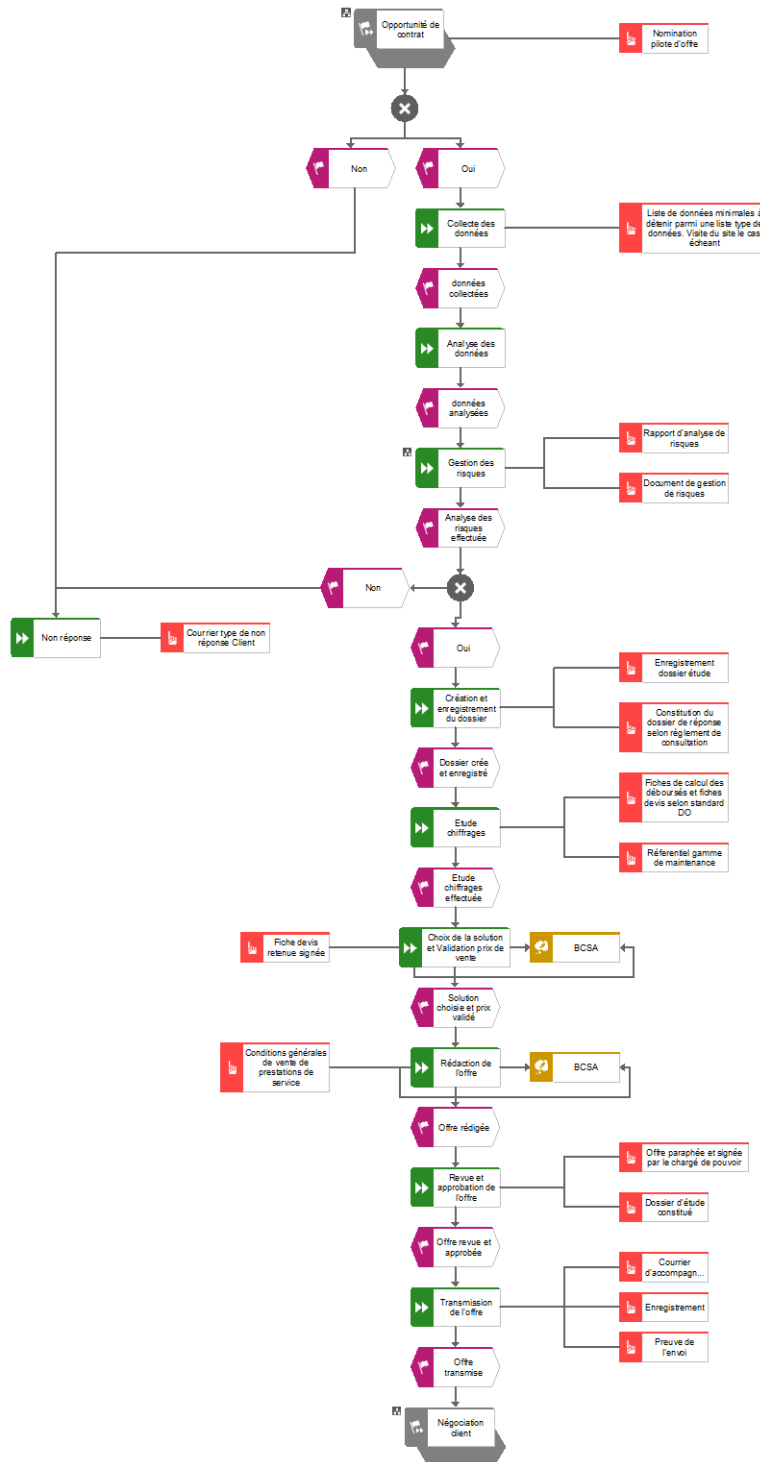 Opportunité de
contrat
Nomination
pilote d'offre
Non
Oui
Collecte des
données
Liste de données minimales à
détenir parmi une liste type de
données. Visite du site le cas
écheant
données
collectées
Analyse des
données
données
analysées
Gestion des
risques
Rapport d'analyse de
risques
Document de gestion
de risques
Analyse des
risques
effectuée
Non
Non réponse
Courrier type de non
réponse Client
Oui
Création et
enregistrement
du dossier
Enregistrement
dossier étude
Constitution du
dossier de réponse
selon règlement de
consultation
Dossier crée
et enregistré
Fiches de calcul des
déboursés et fiches
devis selon standard
DO
Etude
chiffrages
Réferentiel gamme
de maintenance
Etude
chiffrages
effectuée
Fiche devis
retenue signée
Choix de la solution
et Validation prix de
vente
BCSA
Solution
choisie et prix
validé
Conditions générales
de vente de
prestations de
service
Rédaction de
l'offre
BCSA
Offre rédigée
Revue et
approbation de
l'offre
Offre paraphée et signée
par le chargé de pouvoir
Dossier d'étude
constitué
Offre revue et
approbée
Courrier
d'accompagn...
Transmission
de l'offre
Enregistrement
Preuve de
l'envoi
Offre
transmise
Négociation
client